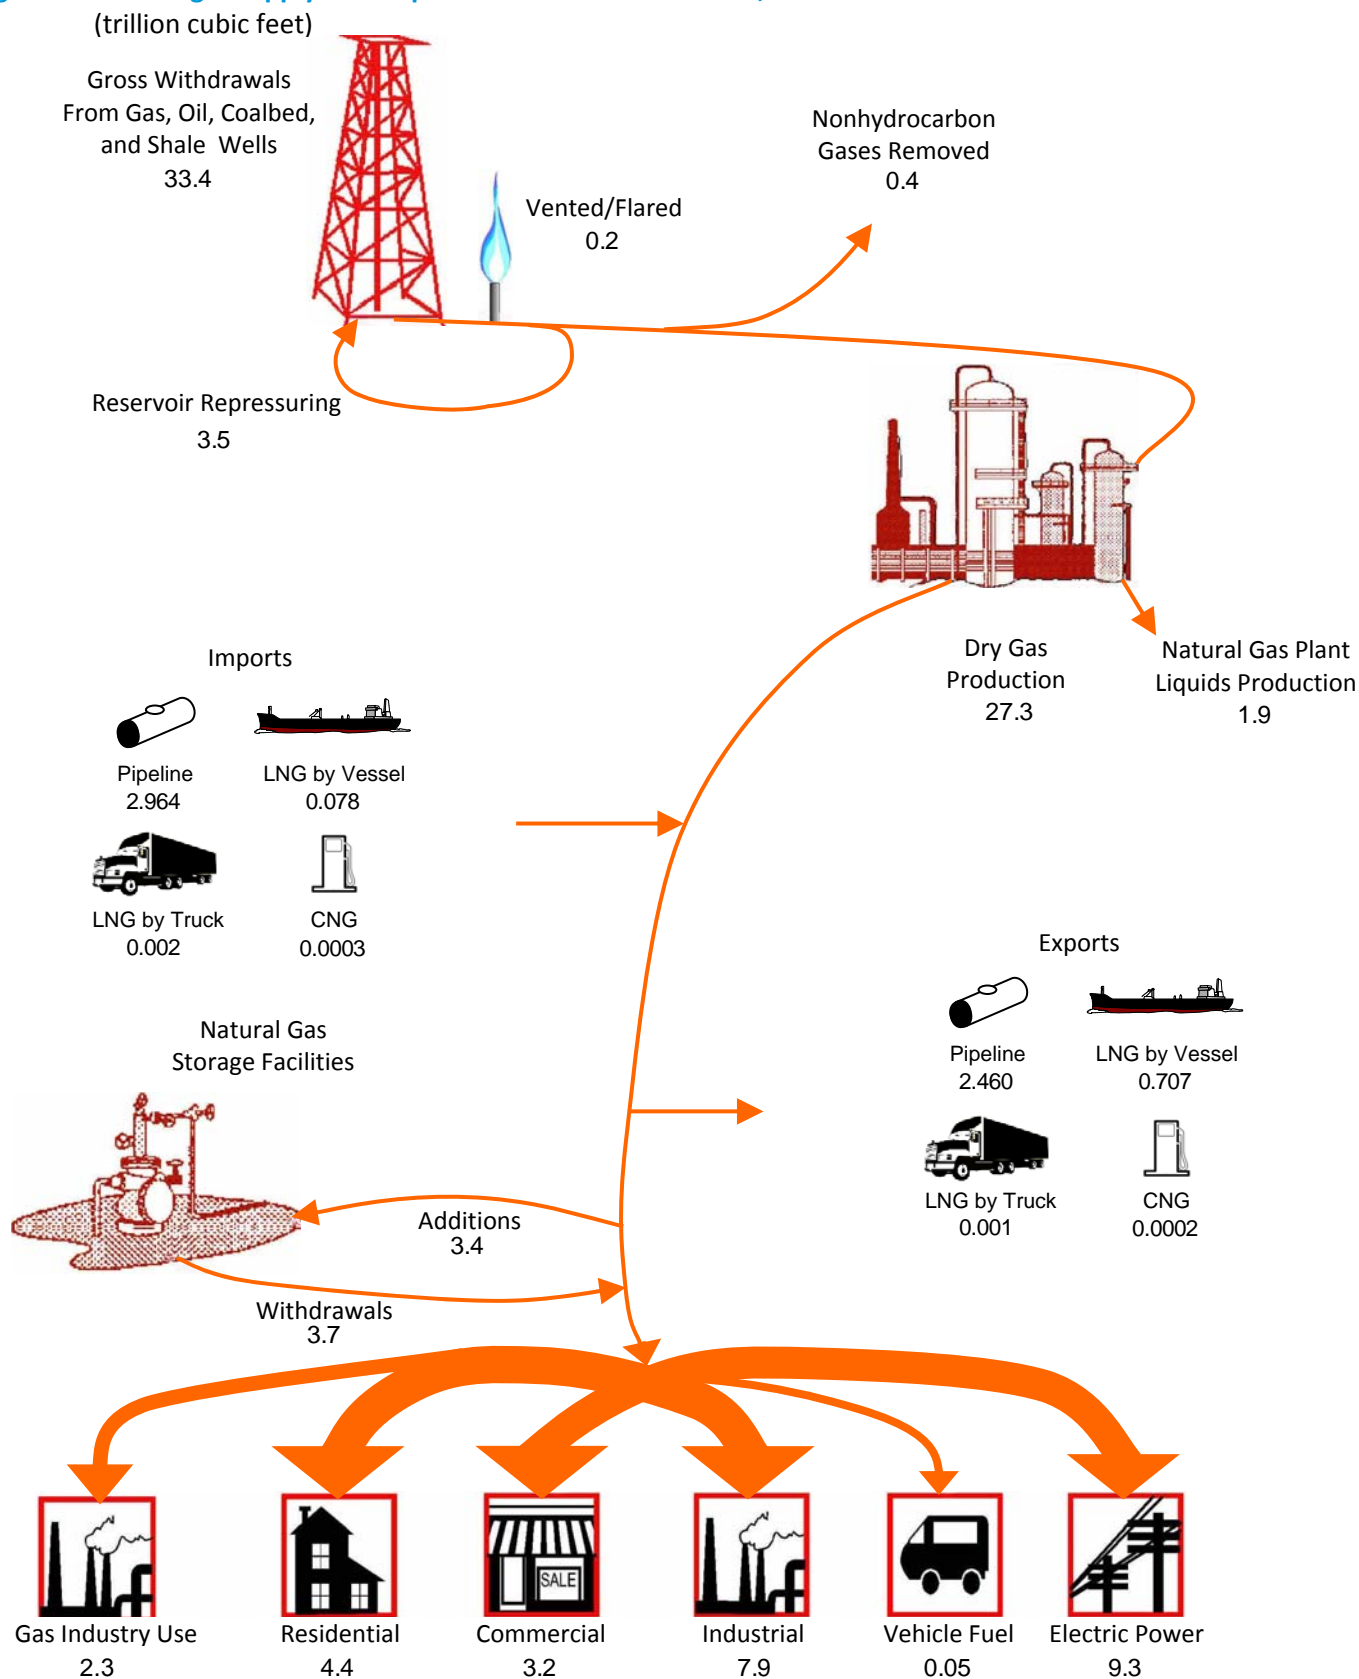 (trillion cubic feet)
Gross Withdrawals
From Gas, Oil, Coalbed,
and Shale Wells
33.4
Nonhydrocarbon
Gases Removed
0.4
Vented/Flared
0.2
Reservoir Repressuring
3.5
Dry Gas
Production
27.3
Natural Gas Plant
Liquids Production
1.9
Imports
Pipeline
2.964
LNG by Vessel
0.078
LNG by Truck
0.002
CNG
0.0003
Exports
Pipeline
2.460
LNG by Vessel
0.707
LNG by Truck
0.001
CNG
0.0002
Natural Gas
Storage Facilities
Additions
3.4
Withdrawals
3.7
SALE
Gas Industry Use
2.3
Residential
4.4
Commercial
3.2
Industrial
7.9
Vehicle Fuel
0.05
Electric Power
9.3